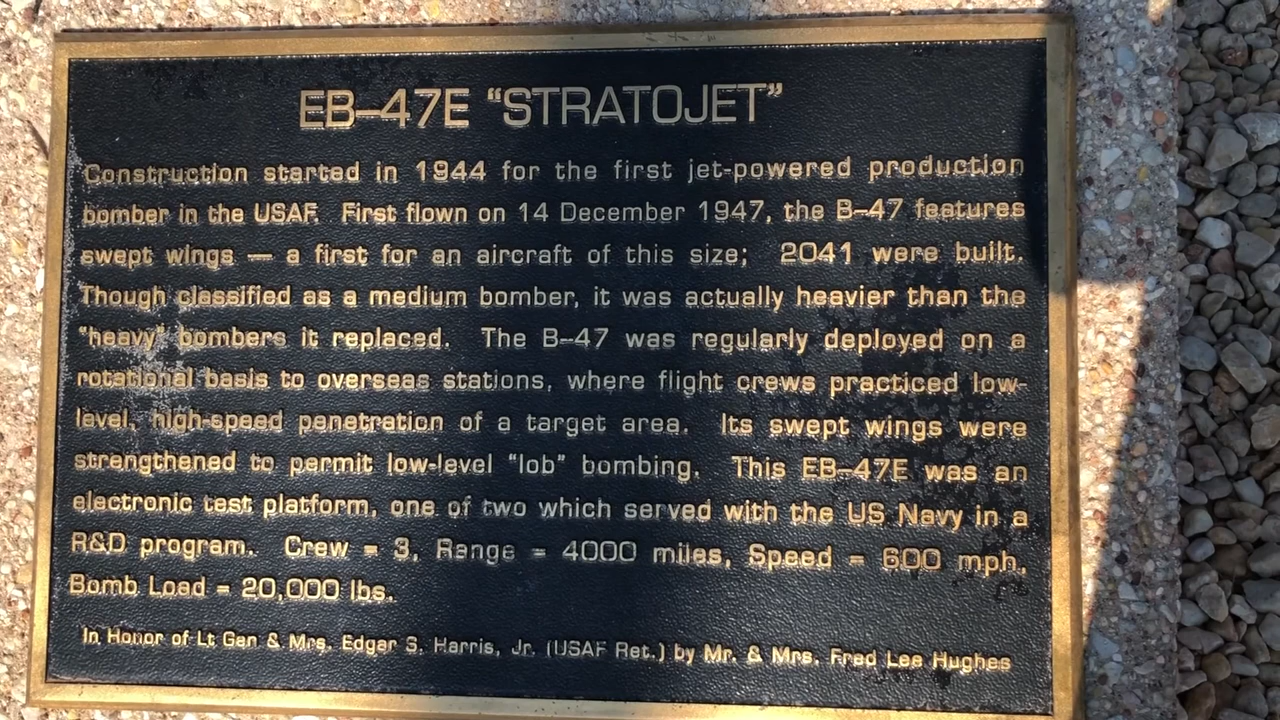 EB–47E “STRATOJET”
Construction started in 1944 for the first jet-powered production
bomber in the USAF. First flown on 14 December 1947, the B–47 features
swept wings — a first for an aircraft of this size; 2041 were built.
Though classified as a medium bomber, it was actually heavier than the
“heavy” bombers it replaced. The B–47 was regularly deployed on a
rotational basis to overseas stations, where flight crews practiced low-
level, high-speed penetration of a target area. Its swept wings were
strengthened to permit low-level “lob” bombing. This EB–47E was an
electronic test platform, one of two which served with the US Navy in a
R&D program. Crew = 3, Range = 4000 miles, Speed = 600 mph,
Bomb Load = 20,000 lbs.
In Honor of Lt Gen & Mrs. Edgar S. Harris, Jr. (USAF Ret.) by Mr. & Mrs. Fred Lee Hughes